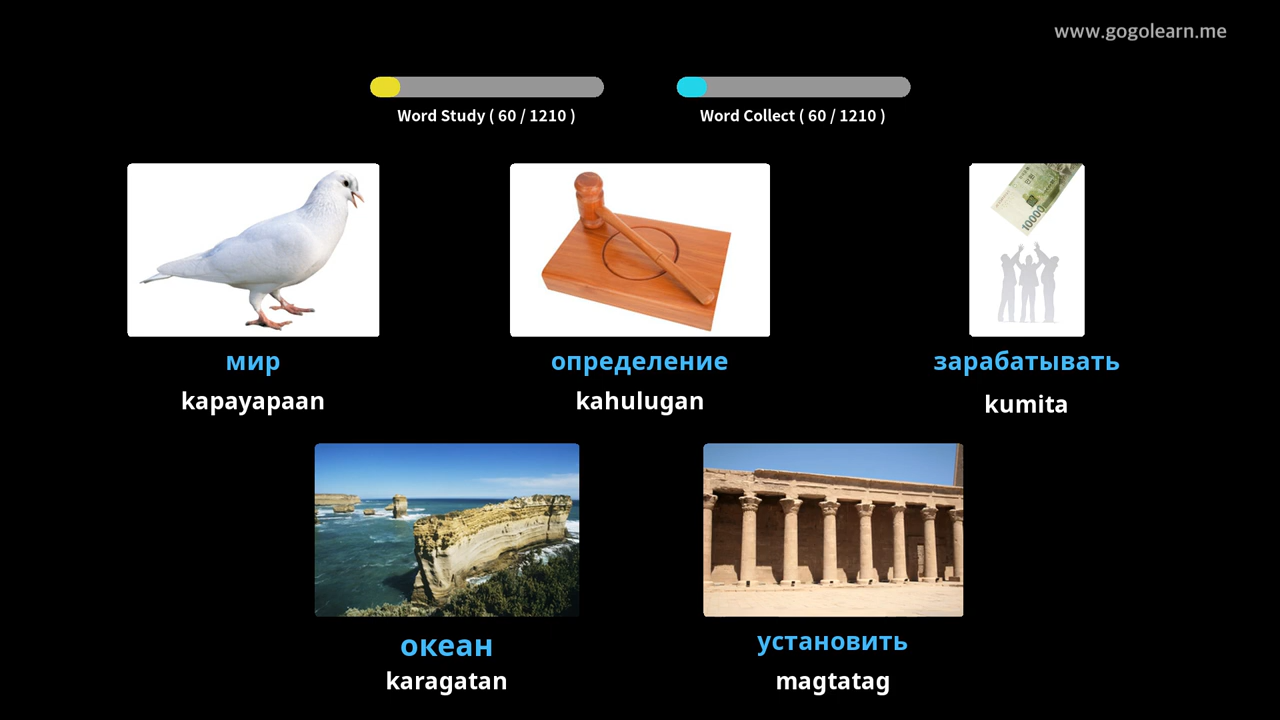 www.gogolearn.me
Word Study ( 60 / 1210 )
Word Collect ( 60 / 1210 )
10000
мир
kapayapaan
определение
kahulugan
зарабатывать
kumita
океан
karagatan
установить
magtatag